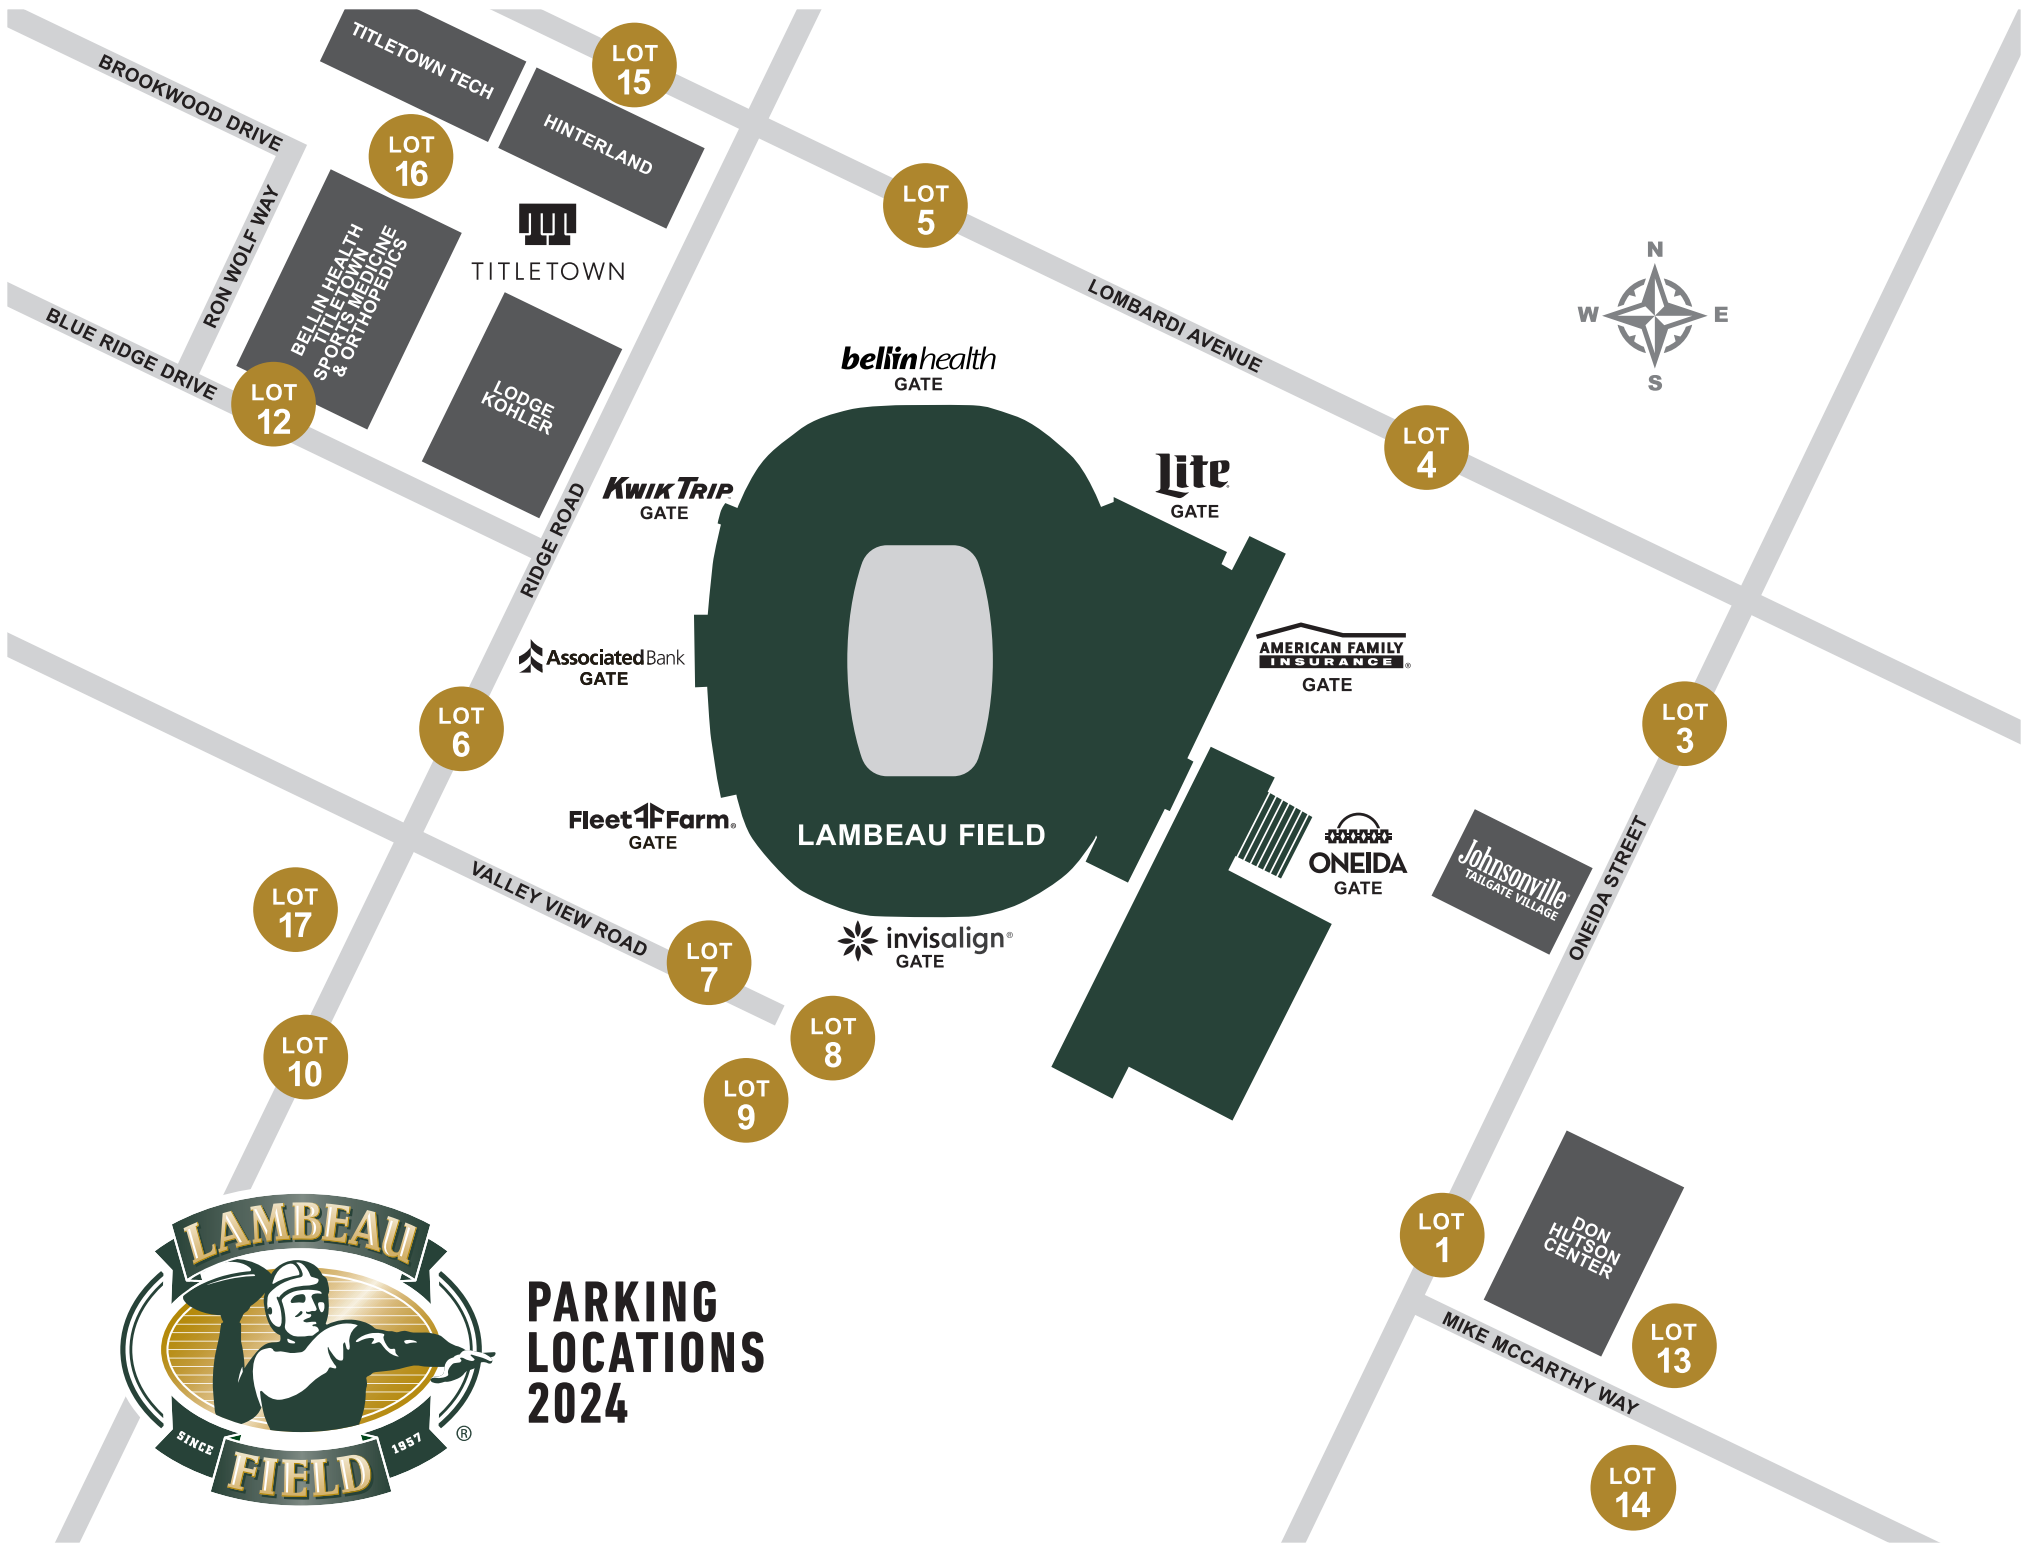 TITLETOWN TECH
LOT
15
BROOKWOOD DRIVE
HINTERLAND
LOT
16
LOT
5
RON WOLF WAY
BELLIN HEALTH
TITLETOWN
SPORTS MEDICINE
& ORTHOPEDICS
TITLETOWN
N
W
E
S
LOMBARDI AVENUE
BLUE RIDGE DRIVE
LOT
12
LODGE
KOHLER
bellinhealth
GATE
LOT
4
Lite
GATE
KWIK TRIP
GATE
RIDGE ROAD
AssociatedBank
GATE
AMERICAN FAMILY
INSURANCE®
GATE
LOT
6
LOT
3
Fleet Farm®
GATE
LAMBEAU FIELD
ONEIDA
GATE
Johnsonville®
TAILGATE VILLAGE
ONEIDA STREET
LOT
17
VALLEY VIEW ROAD
invisalign®
GATE
LOT
7
LOT
8
LOT
10
LOT
9
LAMBEAU
FIELD
SINCE
1957
®
PARKING
LOCATIONS
2024
LOT
1
DON
HUTSON
CENTER
LOT
13
MIKE MCCARTHY WAY
LOT
14